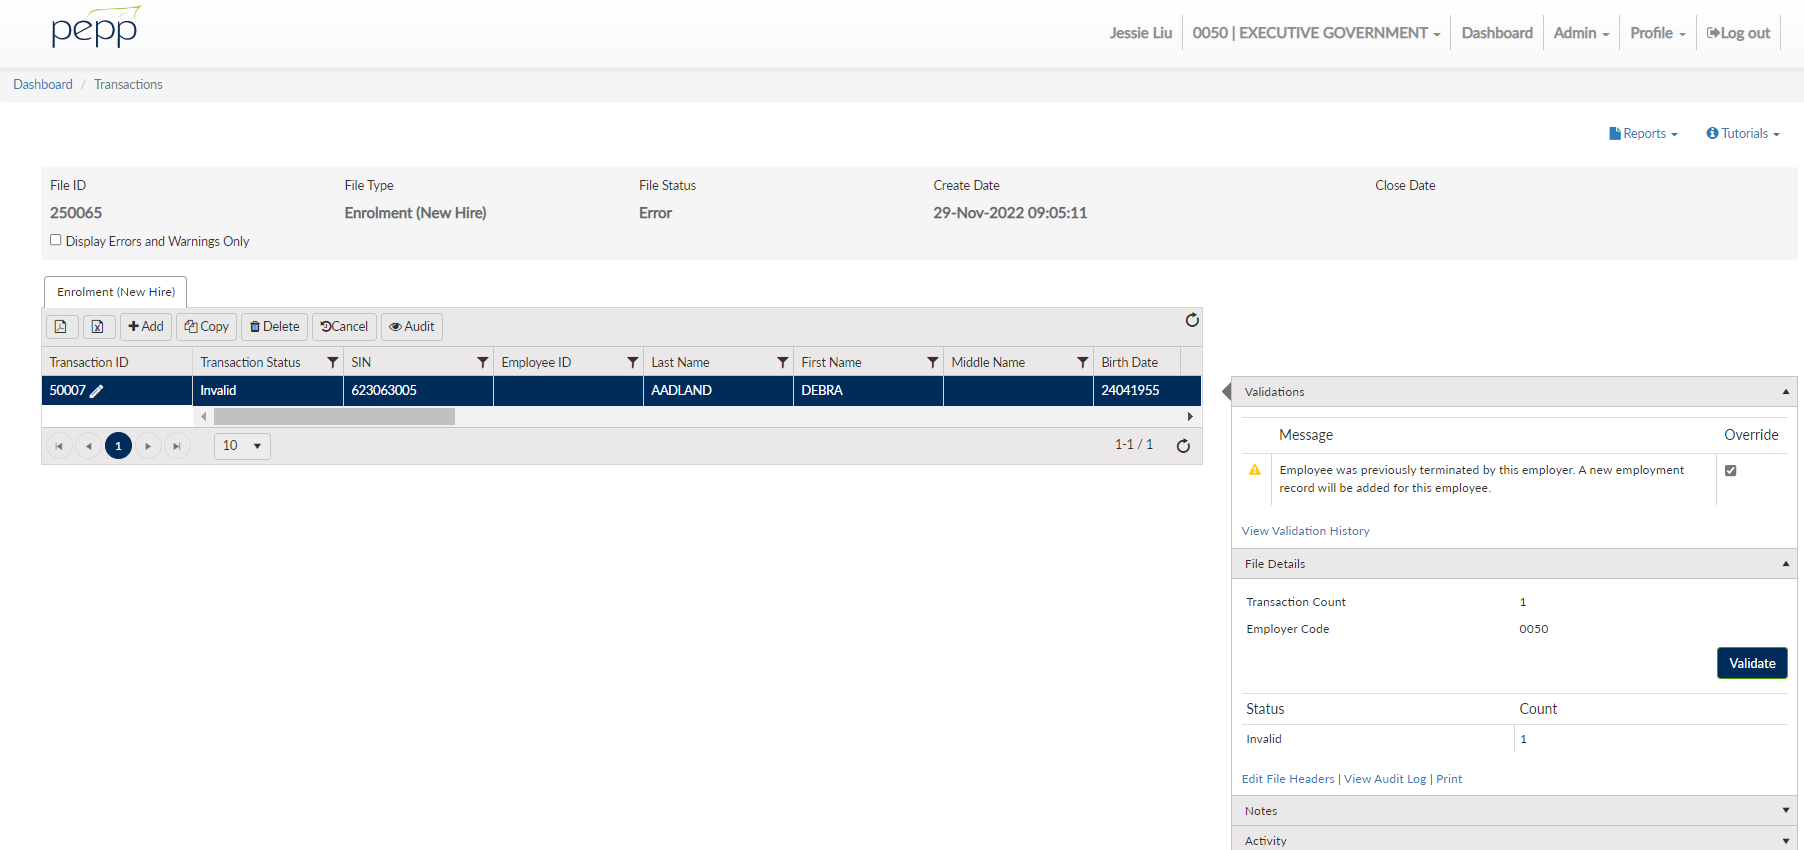 pepp
Jessie Liu
0050 | EXECUTIVE GOVERNMENT
Dashboard
Admin
Profile
Log out
Dashboard / Transactions
Reports
Tutorials
File ID
File Type
File Status
Create Date
Close Date
250065
Enrolment (New Hire)
Error
29-Nov-2022 09:05:11
Display Errors and Warnings Only
Enrolment (New Hire)
Add
Copy
Delete
Cancel
Audit
Transaction ID
Transaction Status
SIN
Employee ID
Last Name
First Name
Middle Name
Birth Date
50007
Invalid
623063005
AADLAND
DEBRA
24041955
1
10
1-1 / 1
Validations
Message
Override
Employee was previously terminated by this employer. A new employment
record will be added for this employee.
View Validation History
File Details
Transaction Count
1
Employer Code
0050
Validate
Status
Count
Invalid
1
Edit File Headers | View Audit Log | Print
Notes
Activity